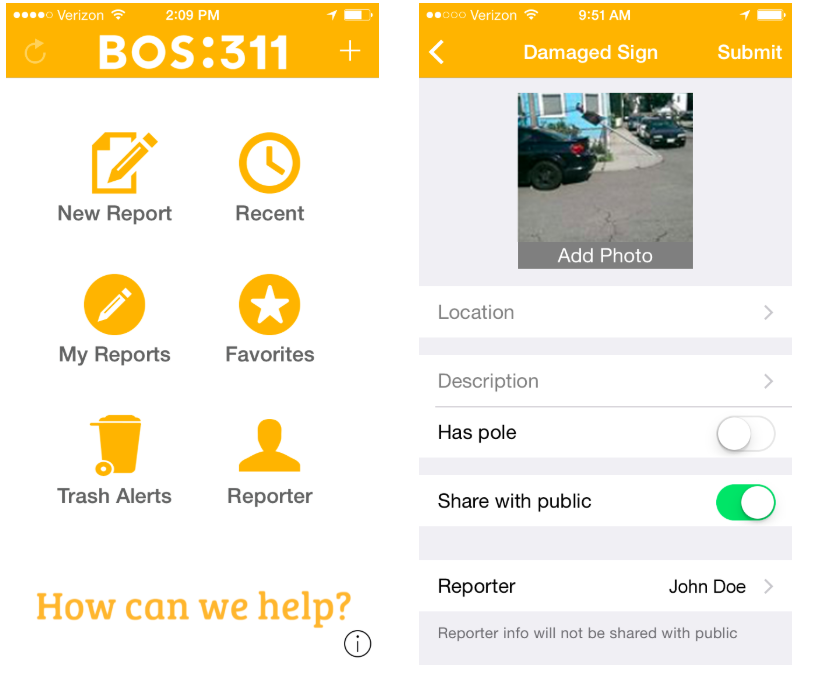 Verizon 2:09 PM
BOS:311
New Report
Recent
My Reports
Favorites
Trash Alerts
Reporter
How can we help?
i
Verizon 9:51 AM
Damaged Sign
Submit
Add Photo
Location
Description
Has pole
Share with public
Reporter
John Doe
Reporter info will not be shared with public